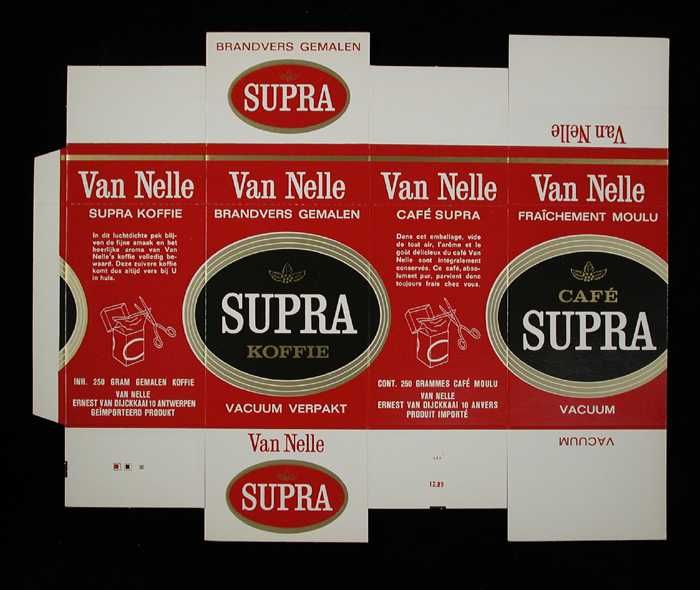 BRANDVERS GEMALEN
SUPRA
Van Nelle
Van Nelle
SUPRA KOFFIE
In dit luchtdichte pak blij-
ven de fijne smaak en het
heerlijke aroma van Van
Nelle's koffie volledig be-
waard. Deze zuivere koffie
komt dus altijd vers bij U
in huis.
INH. 250 GRAM GEMALEN KOFFIE
VAN NELLE
ERNEST VAN DIJCKKAAI 10 ANTWERPEN
GEÏMPORTEERD PRODUKT
Van Nelle
BRANDVERS GEMALEN
SUPRA
KOFFIE
VACUUM VERPAKT
Van Nelle
CAFÉ SUPRA
Dans cet emballage, vide
de tout air, l'arôme et le
goût délicieux du café Van
Nelle sont intégralement
conservés. Ce café, abso-
lument pur, parvient donc
toujours frais chez vous.
CONT. 250 GRAMMES CAFÉ MOULU
VAN NELLE
ERNEST VAN DIJCKKAAI 10 ANVERS
PRODUIT IMPORTÉ
Van Nelle
FRAÎCHEMENT MOULU
CAFÉ
SUPRA
VACUUM
VACUUM
Van Nelle
SUPRA